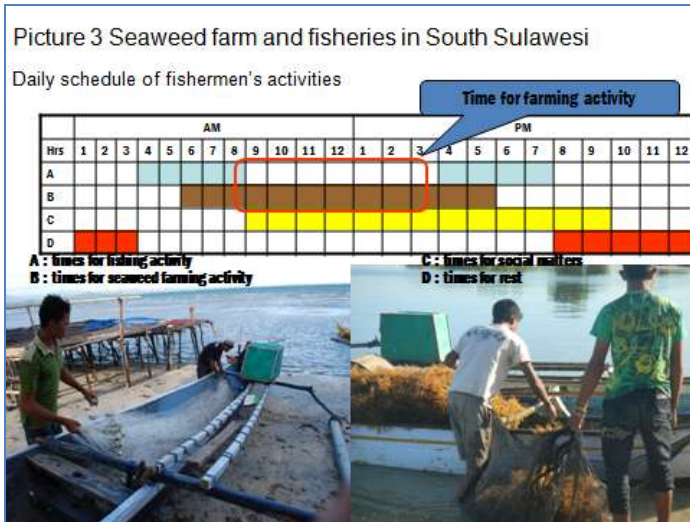 Picture 3 Seaweed farm and fisheries in South Sulawesi
Daily schedule of fishermen's activities
Time for farming activity
AM PM
Hrs 1 2 3 4 5 6 7 8 9 10 11 12 1 2 3 4 5 6 7 8 9 10 11 12
A
B
C
D
A : times for fishing activity C : times for social matters
B : times for seaweed farming activity D : times for rest